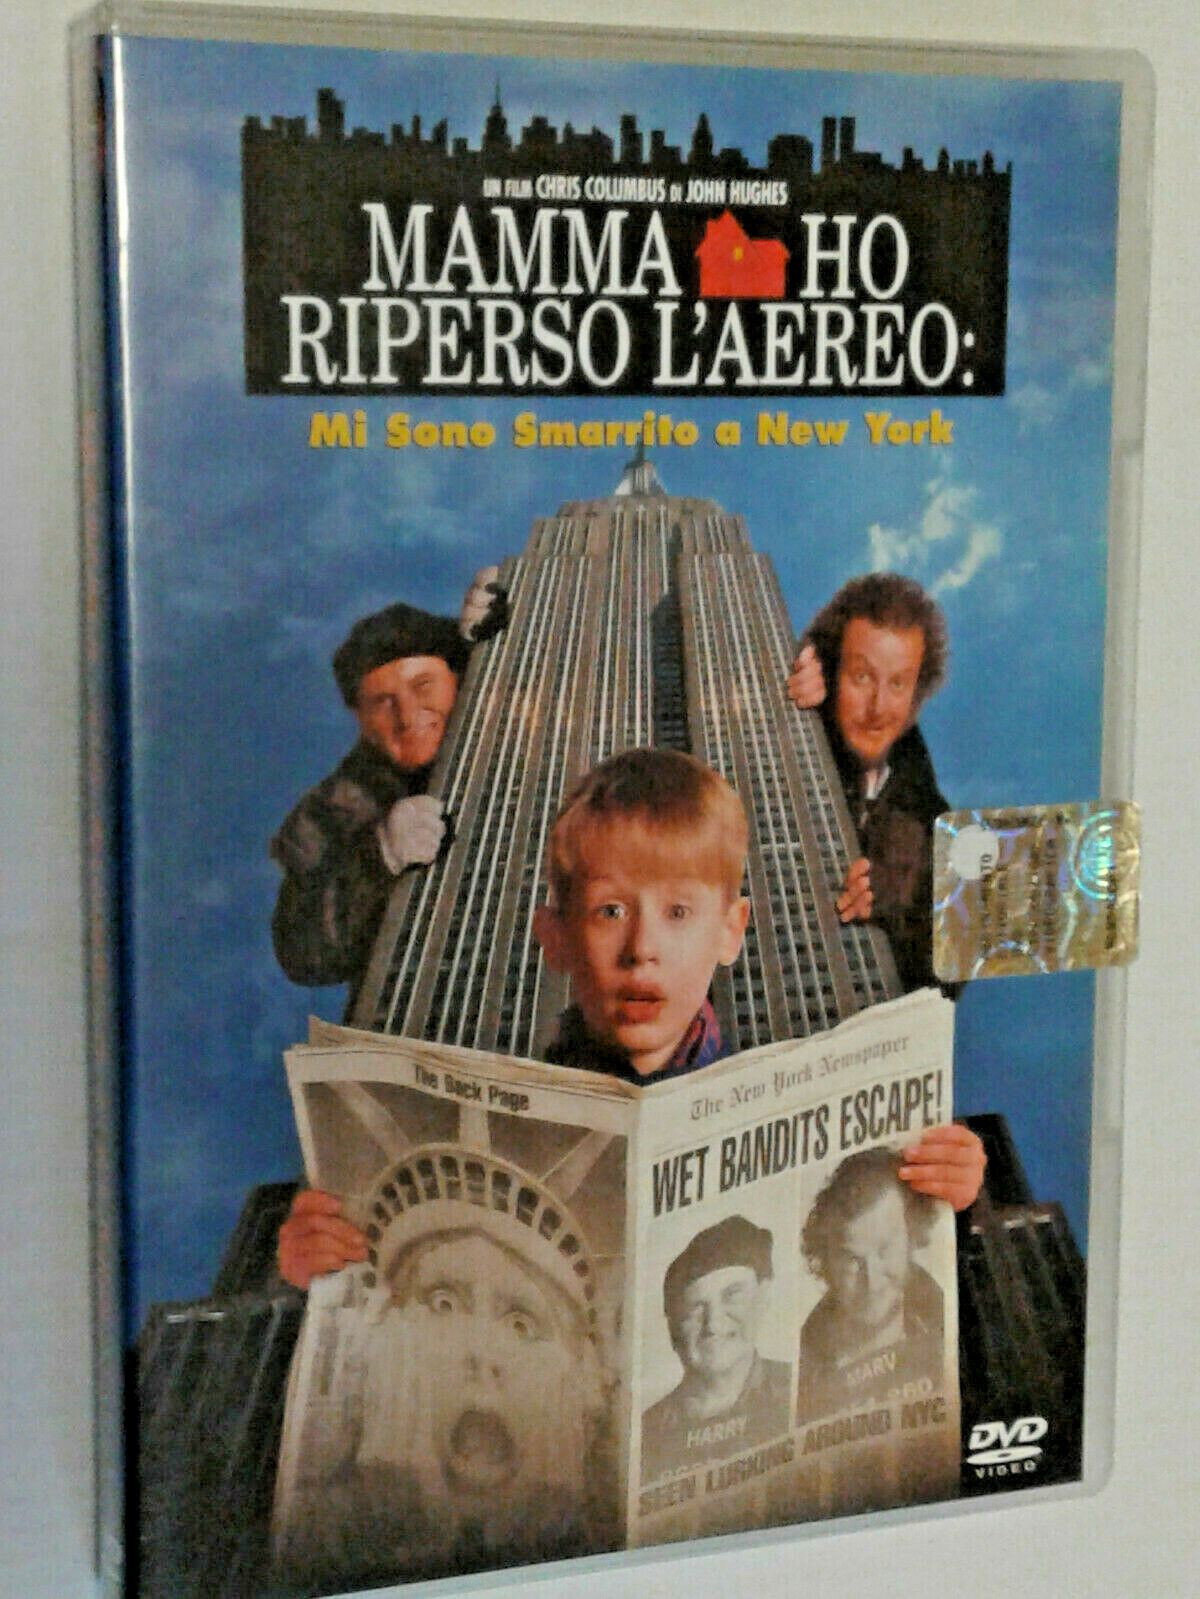 UN FILM CHRIS COLUMBUS DI JOHN HUGHES
MAMMA HO
RIPERSO L'AEREO:
Mi Sono Smarrito a New York
The Back Page
The New York Newspaper
WET BANDITS ESCAPE!
HARRY
MARV
SEEN LURKING AROUND NYC
DVD
VIDEO